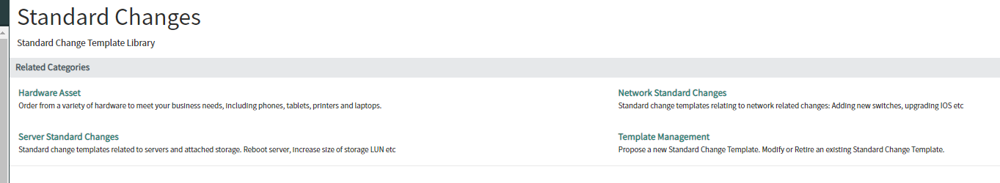 Standard Changes
Standard Change Template Library
Related Categories
Hardware Asset
Order from a variety of hardware to meet your business needs, including phones, tablets, printers and laptops.
Network Standard Changes
Standard change templates relating to network related changes: Adding new switches, upgrading IOS etc
Server Standard Changes
Standard change templates related to servers and attached storage. Reboot server, increase size of storage LUN etc
Template Management
Propose a new Standard Change Template. Modify or Retire an existing Standard Change Template.